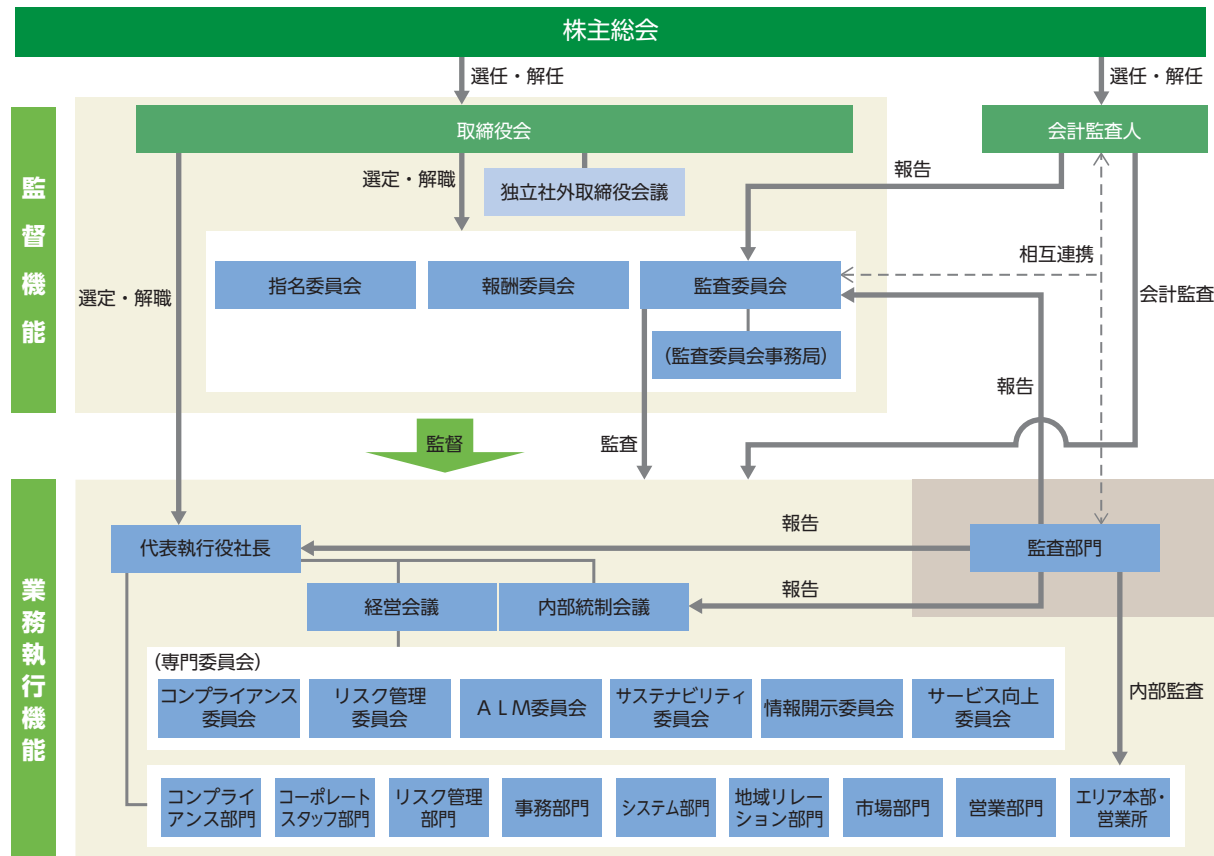 株主総会
選任・解任
選任・解任
監督機能
取締役会
会計監査人
選定・解職
独立社外取締役会議
報告
相互連携
選定・解職
会計監査
指名委員会
報酬委員会
監査委員会
(監査委員会事務局)
報告
監督
監査
業務執行機能
代表執行役社長
報告
監査部門
経営会議
内部統制会議
報告
内部監査
(専門委員会)
コンプライアンス
委員会
リスク管理
委員会
ＡＬＭ委員会
サステナビリティ
委員会
情報開示委員会
サービス向上
委員会
コンプライ
アンス部門
コーポレート
スタッフ部門
リスク管理
部門
事務部門
システム部門
地域リレー
ション部門
市場部門
営業部門
エリア本部・
営業所